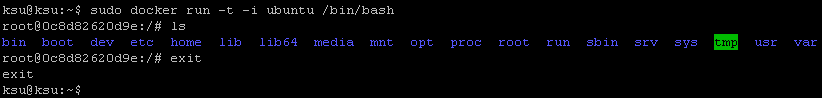 ksu@ksu:~$ sudo docker run -t -i ubuntu /bin/bash
root@0c8d82620d9e:/# ls
bin boot dev etc home lib lib64 media mnt opt proc root run sbin srv sys tmp usr var
root@0c8d82620d9e:/# exit
exit
ksu@ksu:~$